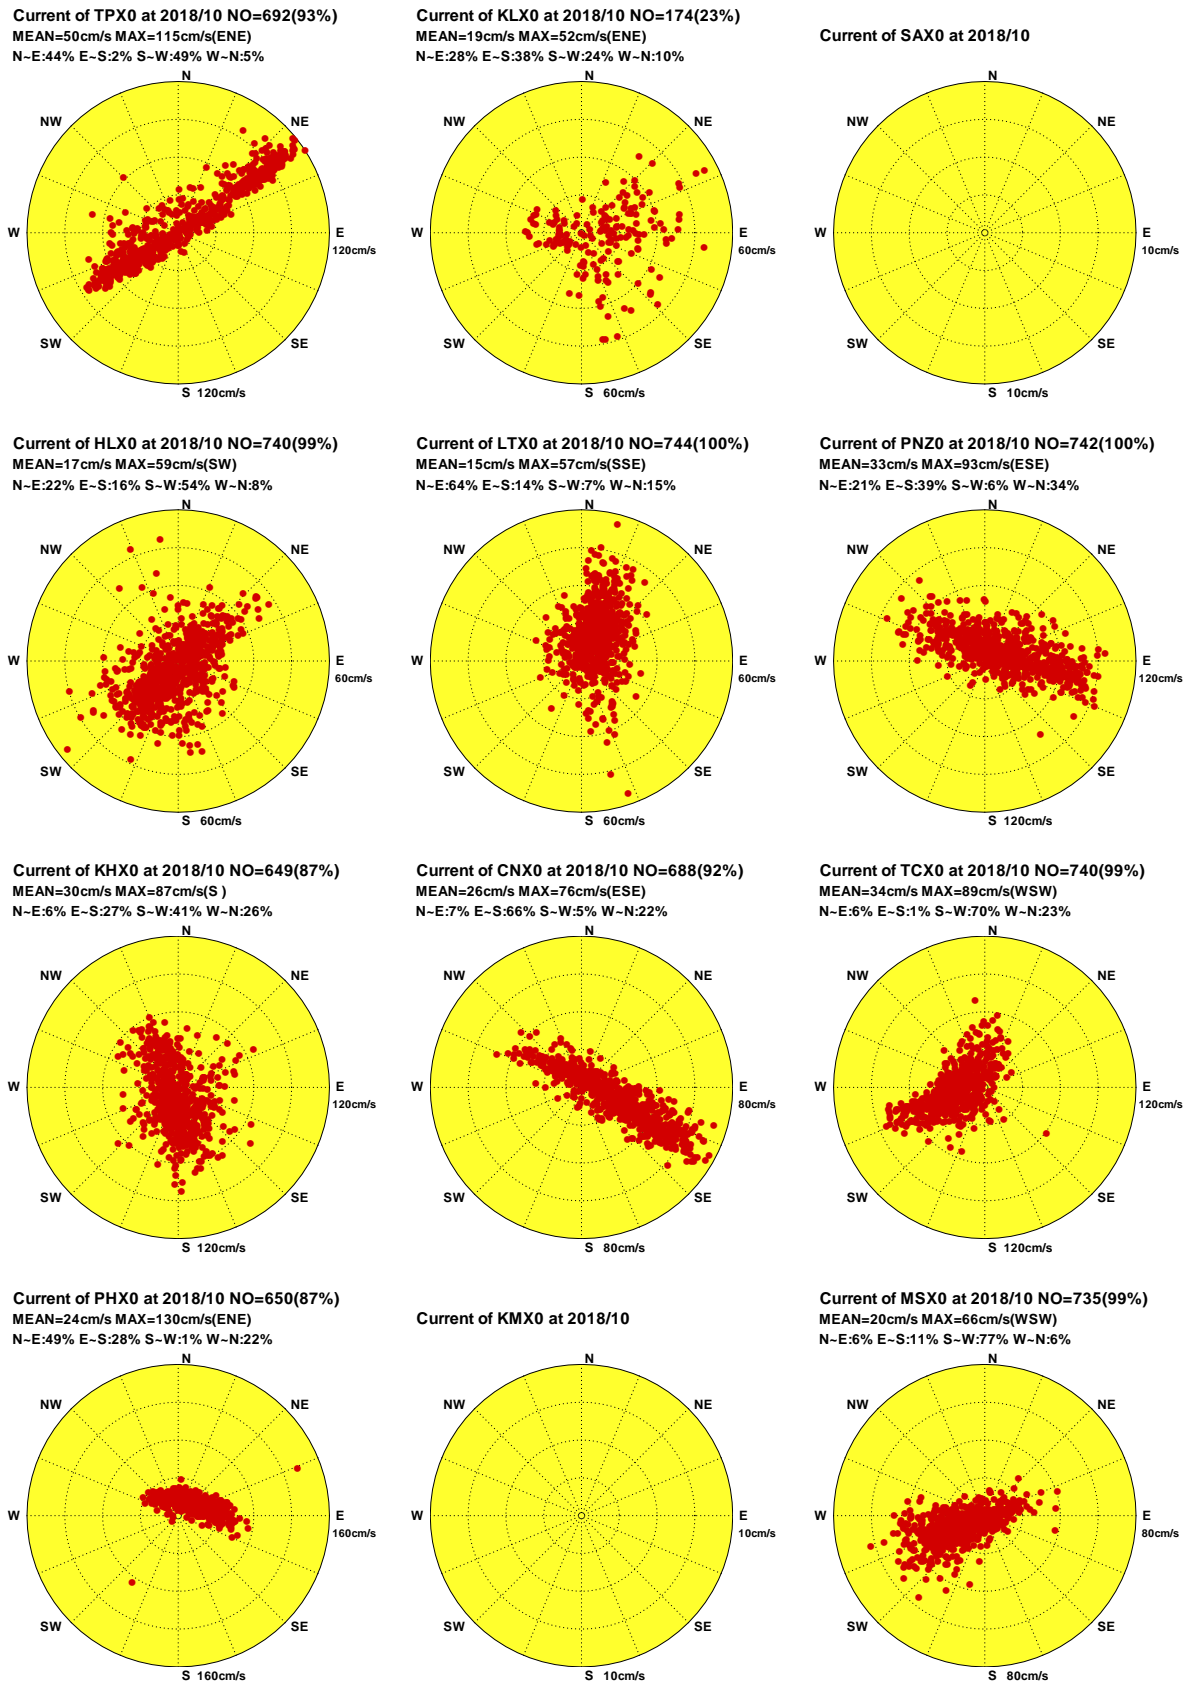 Current of TPX0 at 2018/10 NO=692(93%)
MEAN=50cm/s MAX=115cm/s(ENE)
N~E:44% E~S:2% S~W:49% W~N:5%
N
NW
NE
W
E
120cm/s
SW
SE
S 120cm/s
Current of KLX0 at 2018/10 NO=174(23%)
MEAN=19cm/s MAX=52cm/s(ENE)
N~E:28% E~S:38% S~W:24% W~N:10%
N
NW
NE
W
E
60cm/s
SW
SE
S 60cm/s
Current of SAX0 at 2018/10
N
NW
NE
W
E
10cm/s
SW
SE
S 10cm/s
Current of HLX0 at 2018/10 NO=740(99%)
MEAN=17cm/s MAX=59cm/s(SW)
N~E:22% E~S:16% S~W:54% W~N:8%
N
NW
NE
W
E
60cm/s
SW
SE
S 60cm/s
Current of LTX0 at 2018/10 NO=744(100%)
MEAN=15cm/s MAX=57cm/s(SSE)
N~E:64% E~S:14% S~W:7% W~N:15%
N
NW
NE
W
E
60cm/s
SW
SE
S 60cm/s
Current of PNZ0 at 2018/10 NO=742(100%)
MEAN=33cm/s MAX=93cm/s(ESE)
N~E:21% E~S:39% S~W:6% W~N:34%
N
NW
NE
W
E
120cm/s
SW
SE
S 120cm/s
Current of KHX0 at 2018/10 NO=649(87%)
MEAN=30cm/s MAX=87cm/s(S )
N~E:6% E~S:27% S~W:41% W~N:26%
N
NW
NE
W
E
120cm/s
SW
SE
S 120cm/s
Current of CNX0 at 2018/10 NO=688(92%)
MEAN=26cm/s MAX=76cm/s(ESE)
N~E:7% E~S:66% S~W:5% W~N:22%
N
NW
NE
W
E
80cm/s
SW
SE
S 80cm/s
Current of TCX0 at 2018/10 NO=740(99%)
MEAN=34cm/s MAX=89cm/s(WSW)
N~E:6% E~S:1% S~W:70% W~N:23%
N
NW
NE
W
E
120cm/s
SW
SE
S 120cm/s
Current of PHX0 at 2018/10 NO=650(87%)
MEAN=24cm/s MAX=130cm/s(ENE)
N~E:49% E~S:28% S~W:1% W~N:22%
N
NW
NE
W
E
160cm/s
SW
SE
S 160cm/s
Current of KMX0 at 2018/10
N
NW
NE
W
E
10cm/s
SW
SE
S 10cm/s
Current of MSX0 at 2018/10 NO=735(99%)
MEAN=20cm/s MAX=66cm/s(WSW)
N~E:6% E~S:11% S~W:77% W~N:6%
N
NW
NE
W
E
80cm/s
SW
SE
S 80cm/s